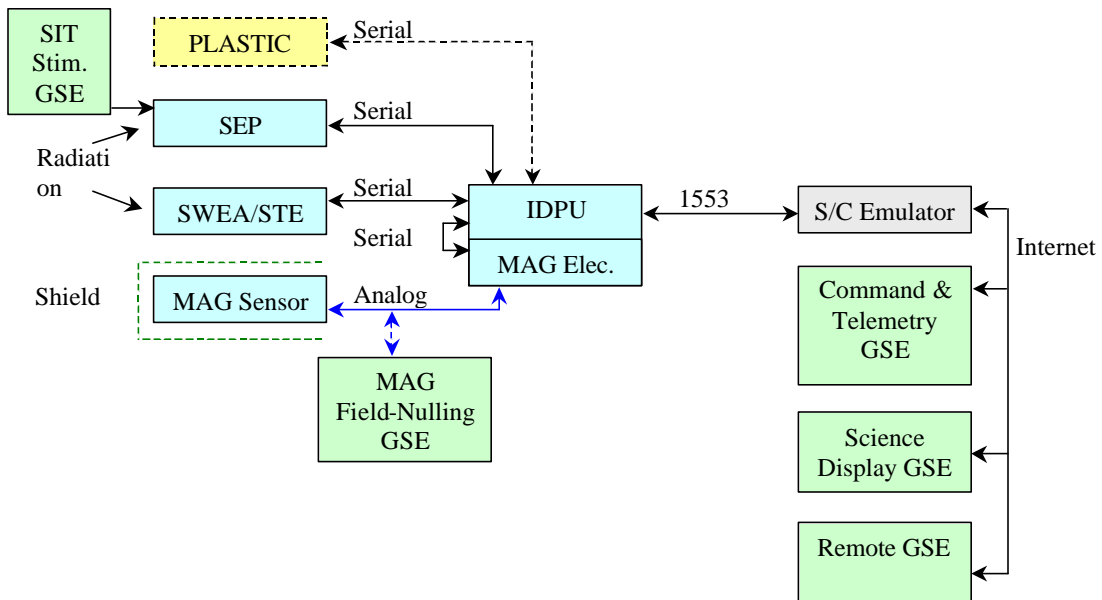 SIT
Stim.
GSE
PLASTIC
Serial
SEP
Serial
Radiati
on
SWEA/STE
Serial
Serial
IDPU
MAG Elec.
1553
S/C Emulator
Internet
Shield
MAG Sensor
Analog
MAG
Field-Nulling
GSE
Command &
Telemetry
GSE
Science
Display GSE
Remote GSE